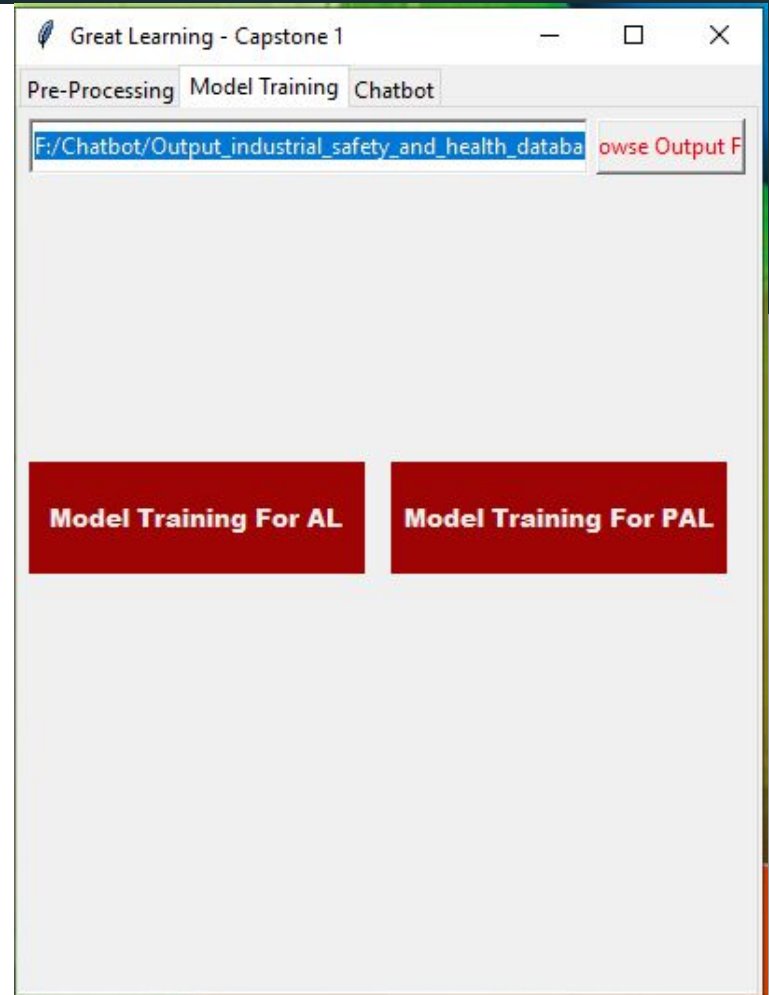 Great Learning - Capstone 1
Pre-Processing Model Training Chatbot
F:/Chatbot/Output_industrial_safety_and_health_databa owse Output F
Model Training For AL Model Training For PAL